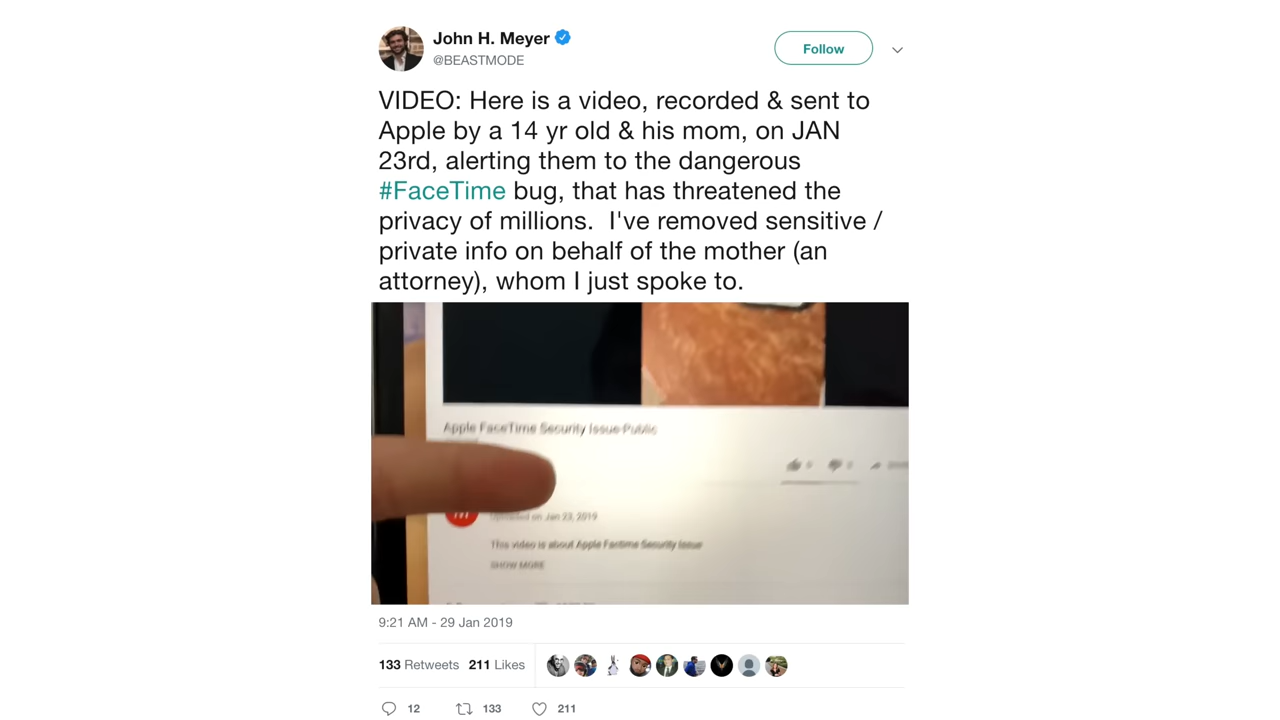 John H. Meyer
@BEASTMODE
Follow
VIDEO: Here is a video, recorded & sent to
Apple by a 14 yr old & his mom, on JAN
23rd, alerting them to the dangerous
#FaceTime bug, that has threatened the
privacy of millions.  I've removed sensitive /
private info on behalf of the mother (an
attorney), whom I just spoke to.
Apple FaceTime Security Issue-Public
on Jan 23, 2019
This video is about Apple Security Issue
SHOW MORE
9:21 AM - 29 Jan 2019
133 Retweets 211 Likes
12 133 211